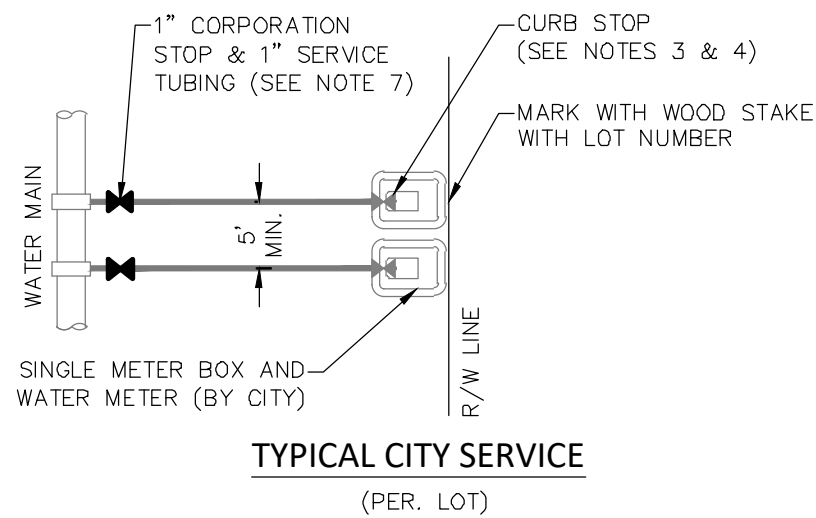 1” CORPORATION
STOP & 1” SERVICE
TUBING (SEE NOTE 7)
CURB STOP
(SEE NOTES 3 & 4)
MARK WITH WOOD STAKE
WITH LOT NUMBER
WATER MAIN
5'
MIN.
SINGLE METER BOX AND
WATER METER (BY CITY)
R/W LINE
TYPICAL CITY SERVICE
(PER. LOT)